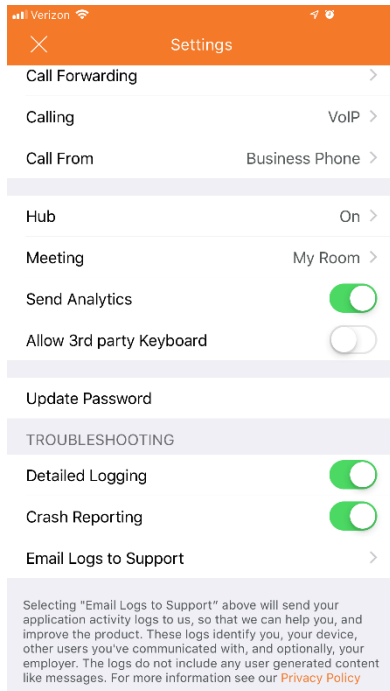 Verizon
Settings
Call Forwarding
Calling VoIP
Call From Business Phone
Hub On
Meeting My Room
Send Analytics
Allow 3rd party Keyboard
Update Password
TROUBLESHOOTING
Detailed Logging
Crash Reporting
Email Logs to Support
Selecting "Email Logs to Support" above will send your
application activity logs to us, so that we can help you, and
improve the product. These logs identify you, your device,
other users you've communicated with, and optionally, your
employer. The logs do not include any user generated content
like messages. For more information see our Privacy Policy